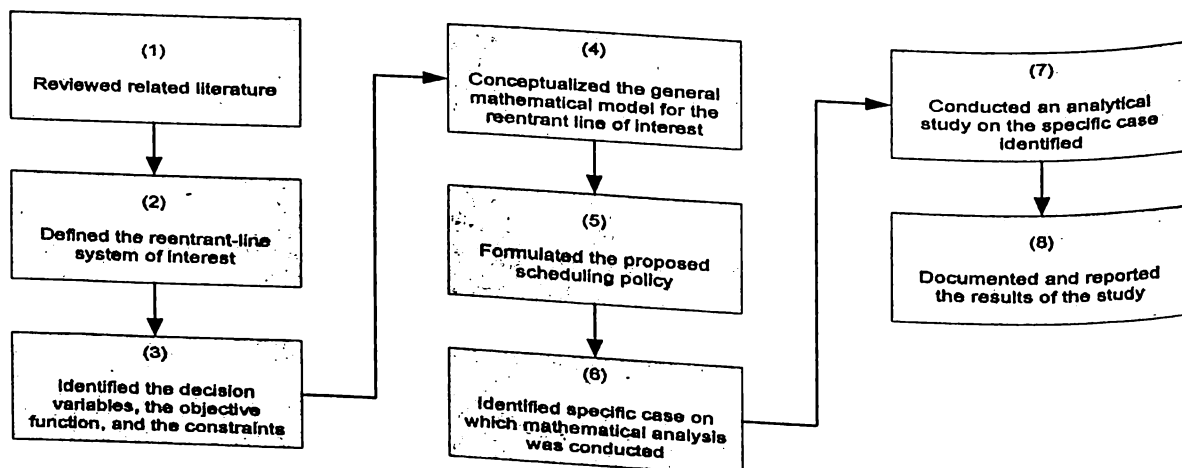 (1)
Reviewed related literature
(2)
Defined the reentrant-line
system of interest
(3)
Identified the decision
variables, the objective
function, and the constraints
(4)
Conceptualized the general
mathematical model for the
reentrant line of interest
(5)
Formulated the proposed
scheduling policy
(6)
Identified specific case on
which mathematical analysis
was conducted
(7)
Conducted an analytical
study on the specific case
identified
(8)
Documented and reported
the results of the study